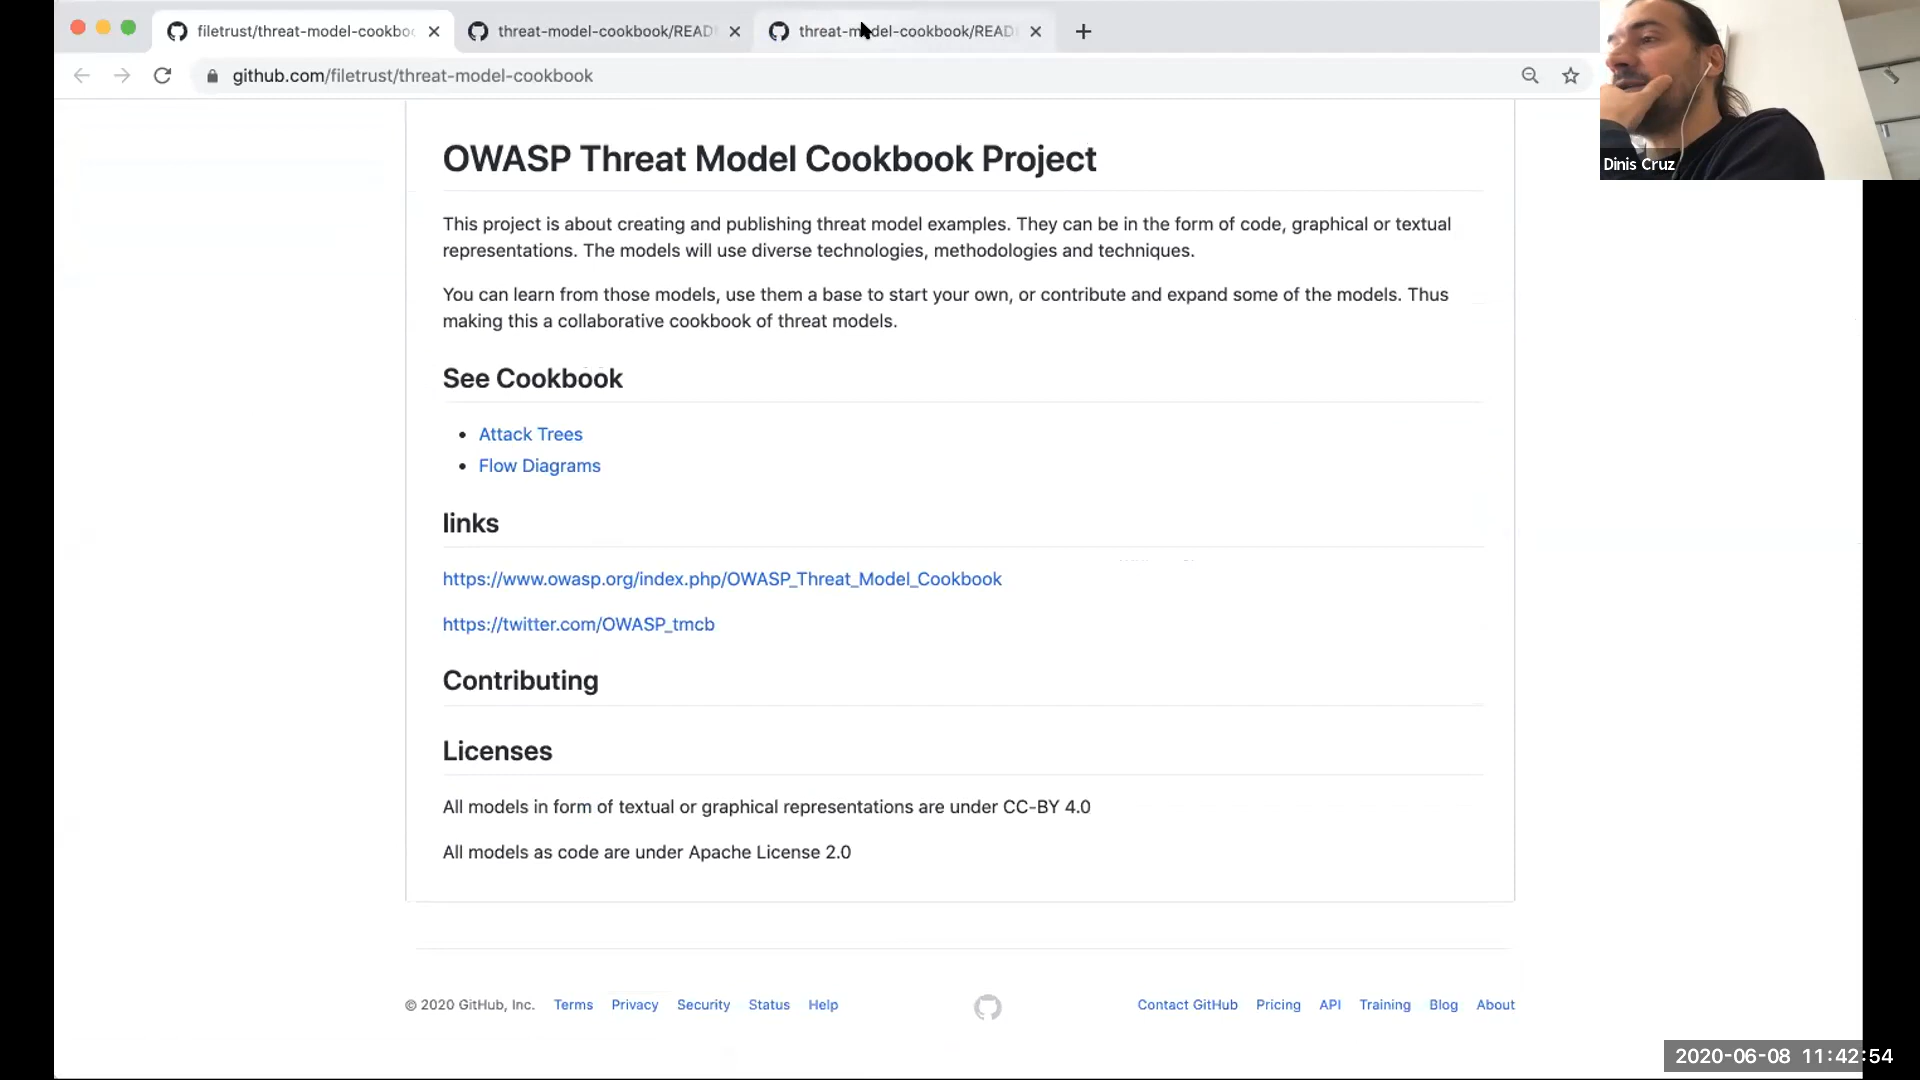 filetrust/threat-model-cookbo
threat-model-cookbook/READ
threat-model-cookbook/READ
github.com/filetrust/threat-model-cookbook
Dinis Cruz
OWASP Threat Model Cookbook Project
This project is about creating and publishing threat model examples. They can be in the form of code, graphical or textual
representations. The models will use diverse technologies, methodologies and techniques.
You can learn from those models, use them a base to start your own, or contribute and expand some of the models. Thus
making this a collaborative cookbook of threat models.
See Cookbook
Attack Trees
Flow Diagrams
links
https://www.owasp.org/index.php/OWASP_Threat_Model_Cookbook
https://twitter.com/OWASP_tmcb
Contributing
Licenses
All models in form of textual or graphical representations are under CC-BY 4.0
All models as code are under Apache License 2.0
© 2020 GitHub, Inc. Terms Privacy Security Status Help Contact GitHub Pricing API Training Blog About
2020-06-08 11:42:54